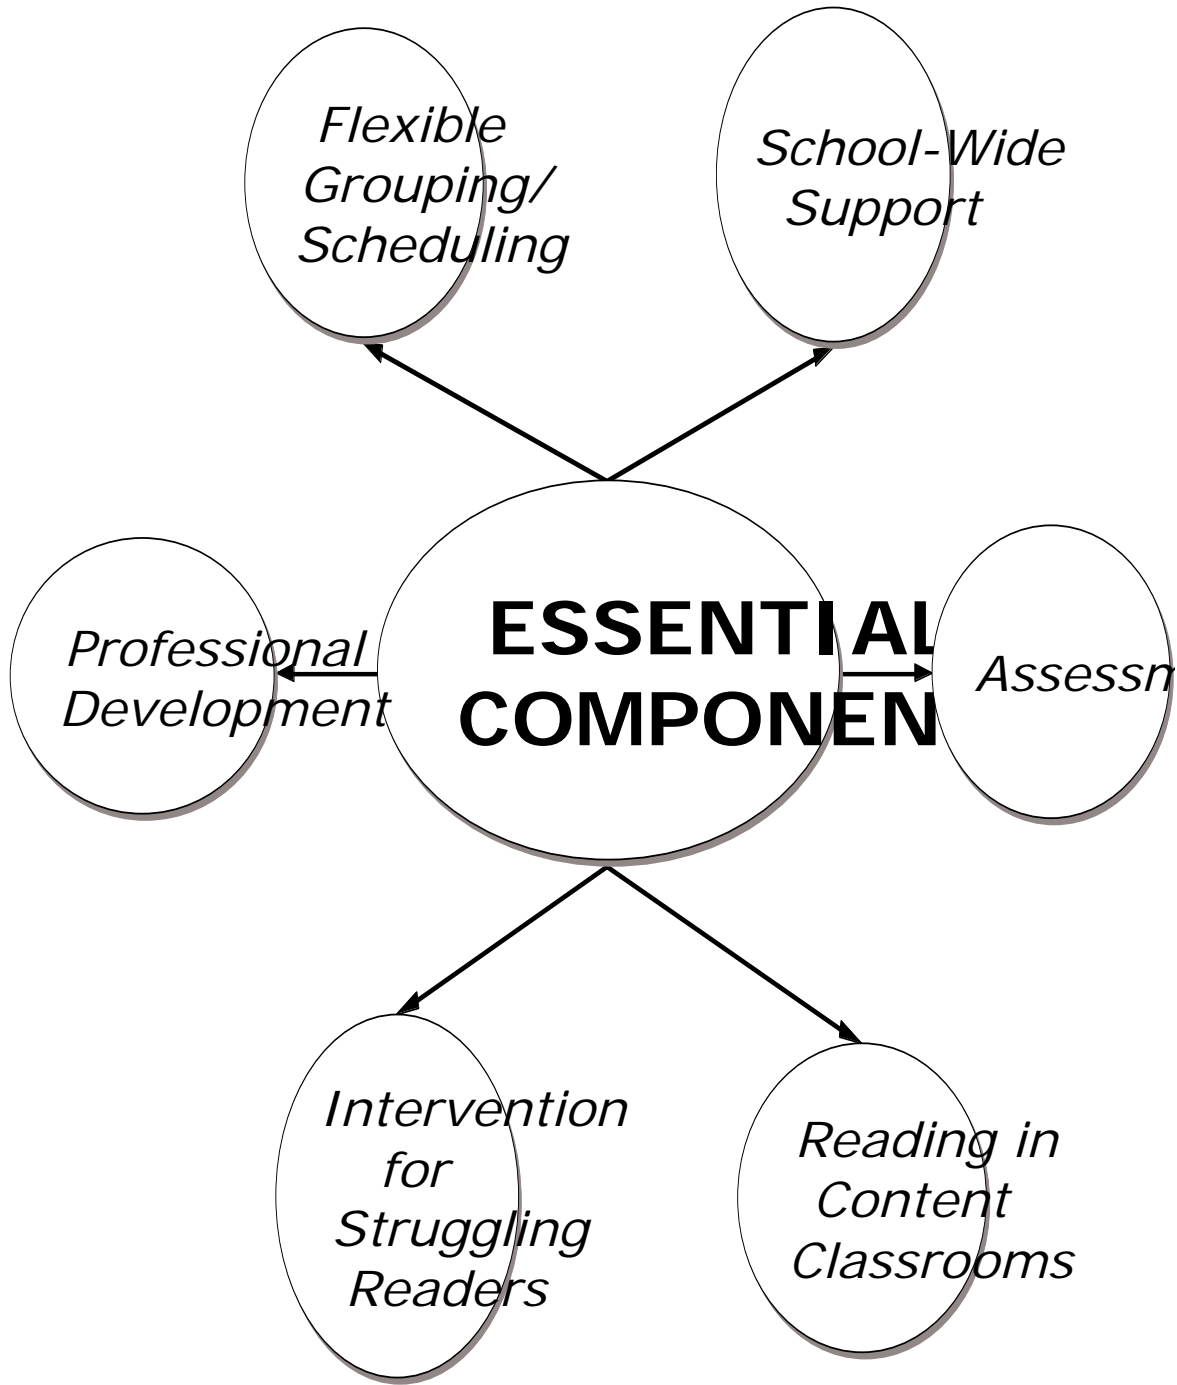 Flexible
Grouping/
Scheduling
School-Wide
Support
Professional
Development
ESSENTIAL
COMPONEN
Assessm
Intervention
for
Struggling
Readers
Reading in
Content
Classrooms